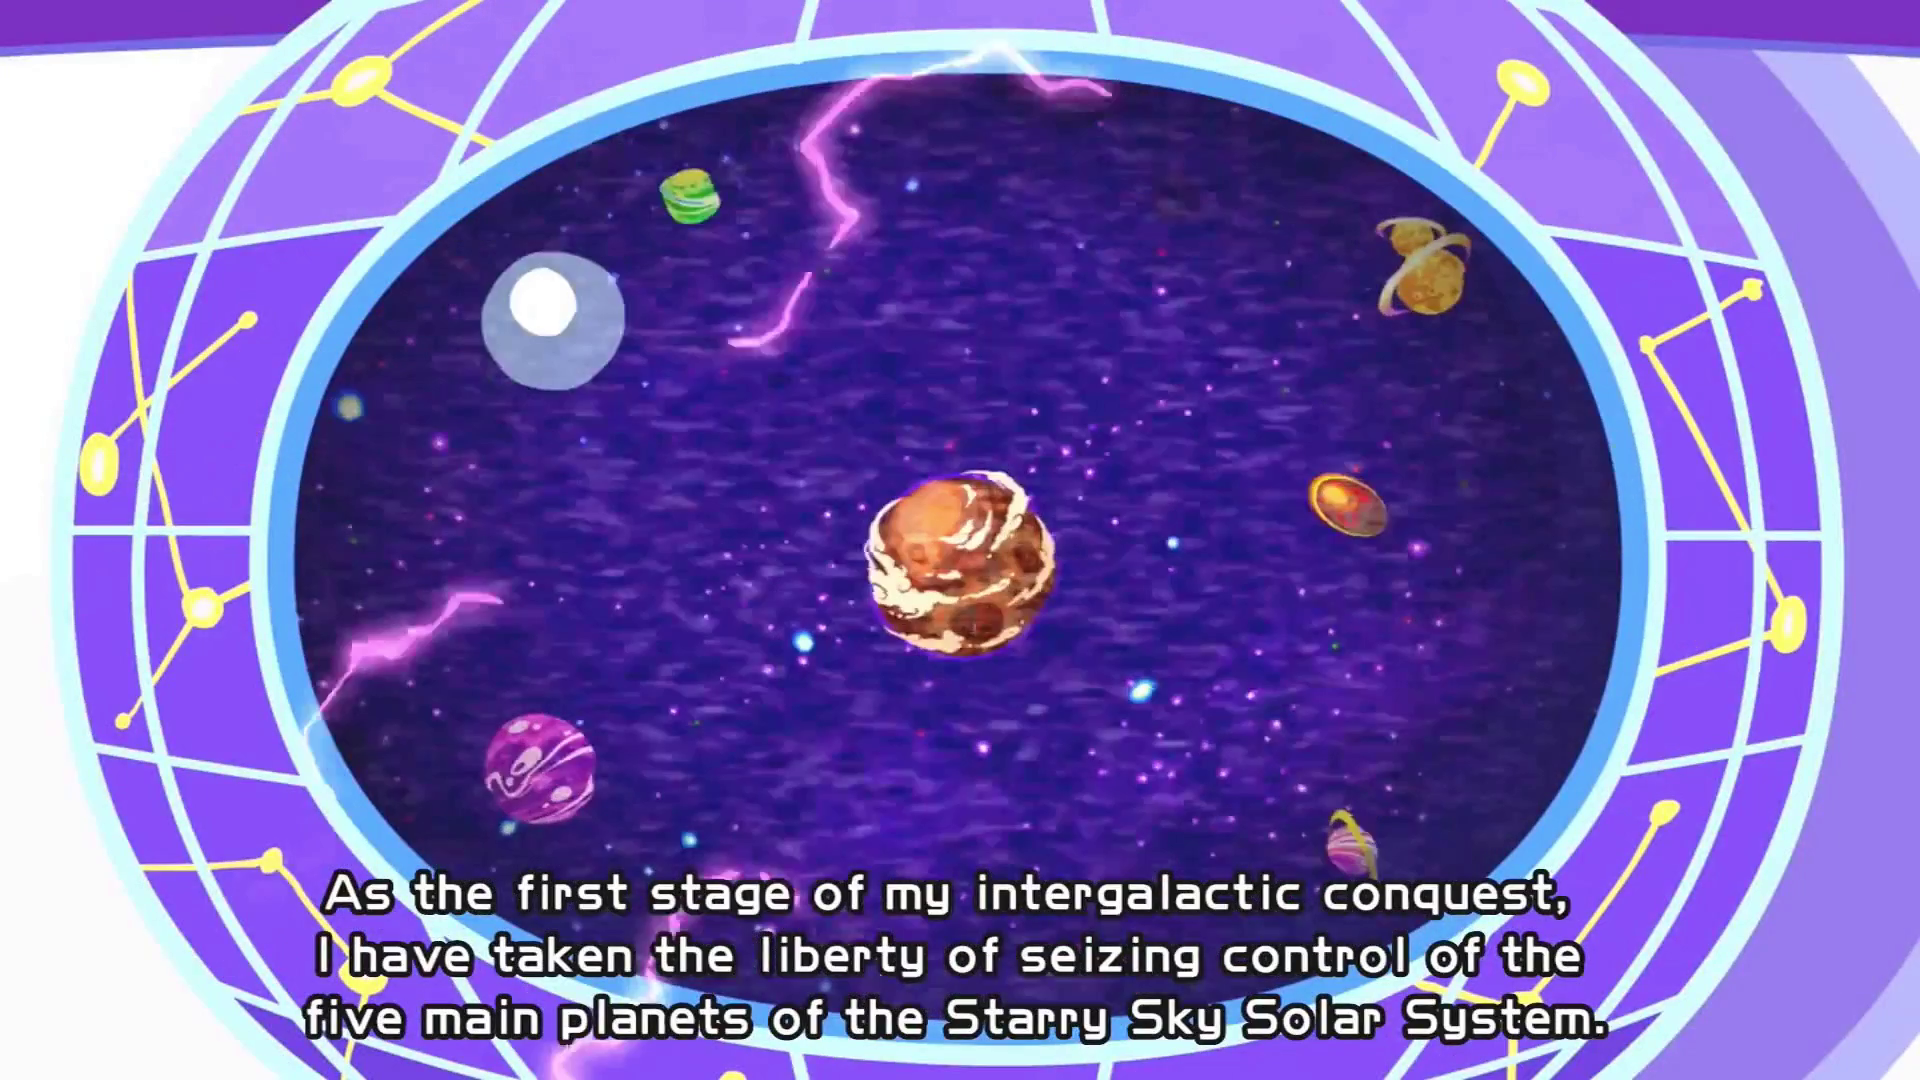 As the first stage of my intergalactic conquest,
I have taken the liberty of seizing control of the
five main planets of the Starry Sky Solar System.